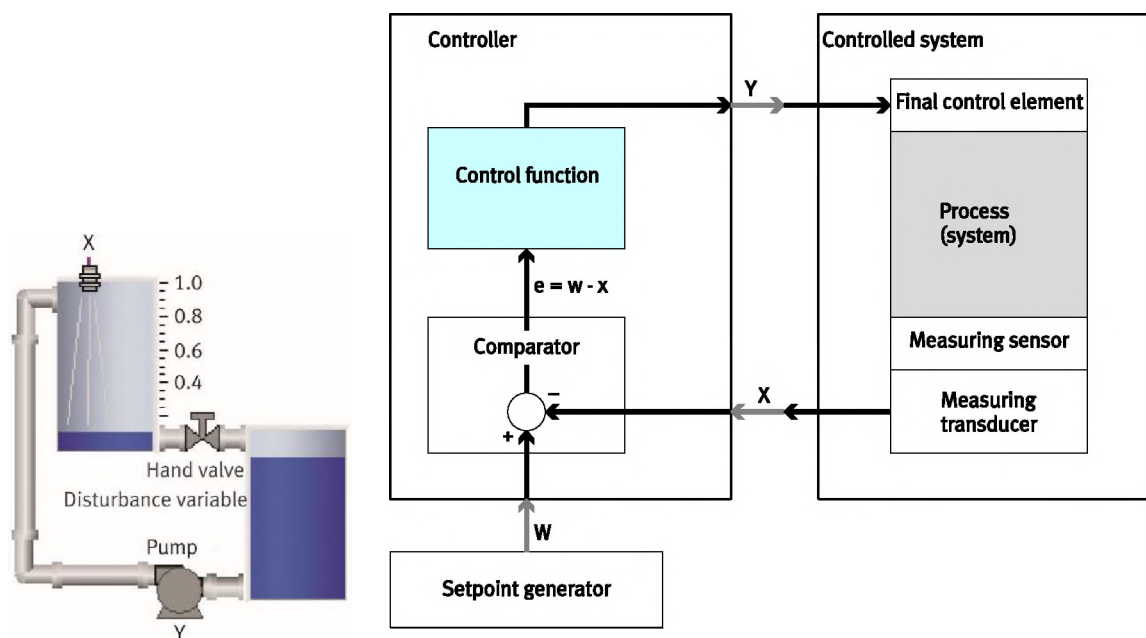 X
1.0
0.8
0.6
0.4
Hand valve
Disturbance variable
Pump
Y
Controller
Control function
e = w - x
Comparator
−
+
W
Setpoint generator
Y
X
Controlled system
Final control element
Process
(system)
Measuring sensor
Measuring
transducer